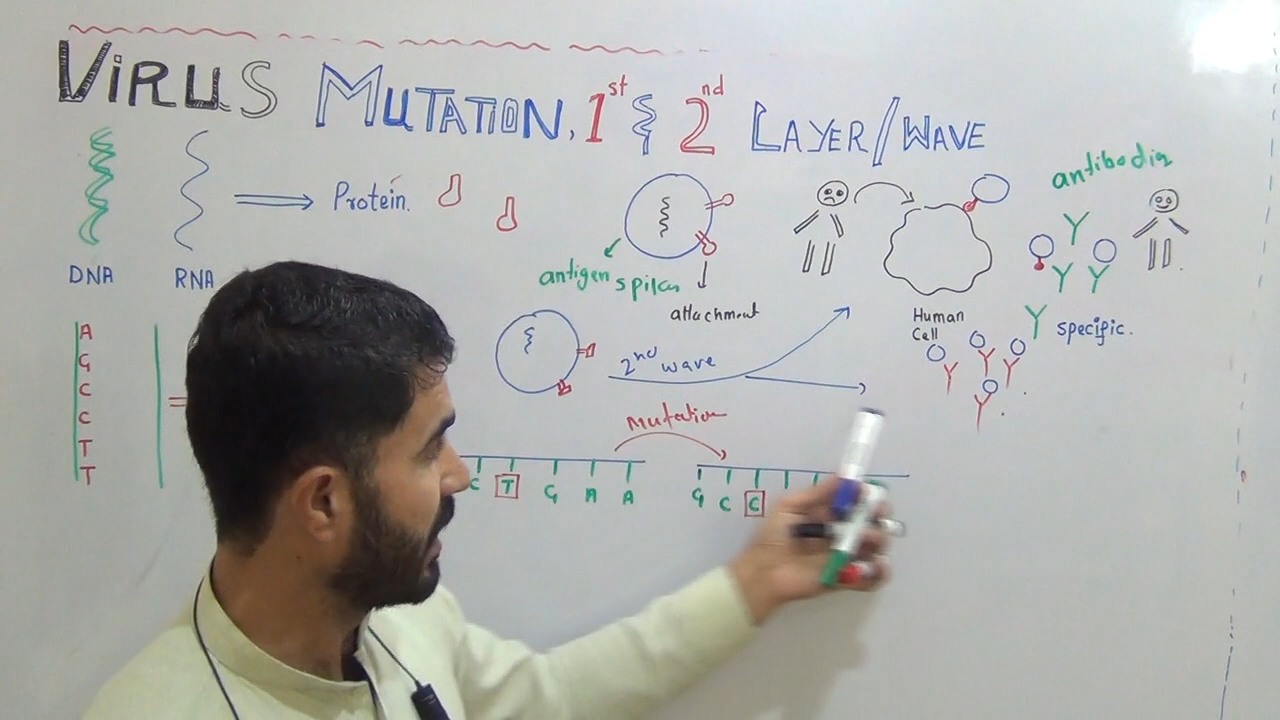 VIRUS MUTATION, 1st & 2nd LAYER/WAVE
DNA
RNA
Protein.
antigen
spikes
attachment
antibodies
Human
Cell
specific.
2nd wave
Mutation
A
G
C
C
T
T
C T G A A
G C C